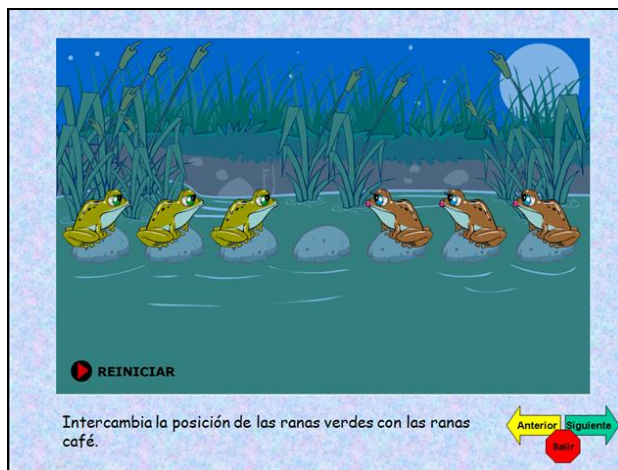 REINICIAR
Intercambia la posición de las ranas verdes con las ranas
café.
Anterior
Siguiente
Salir